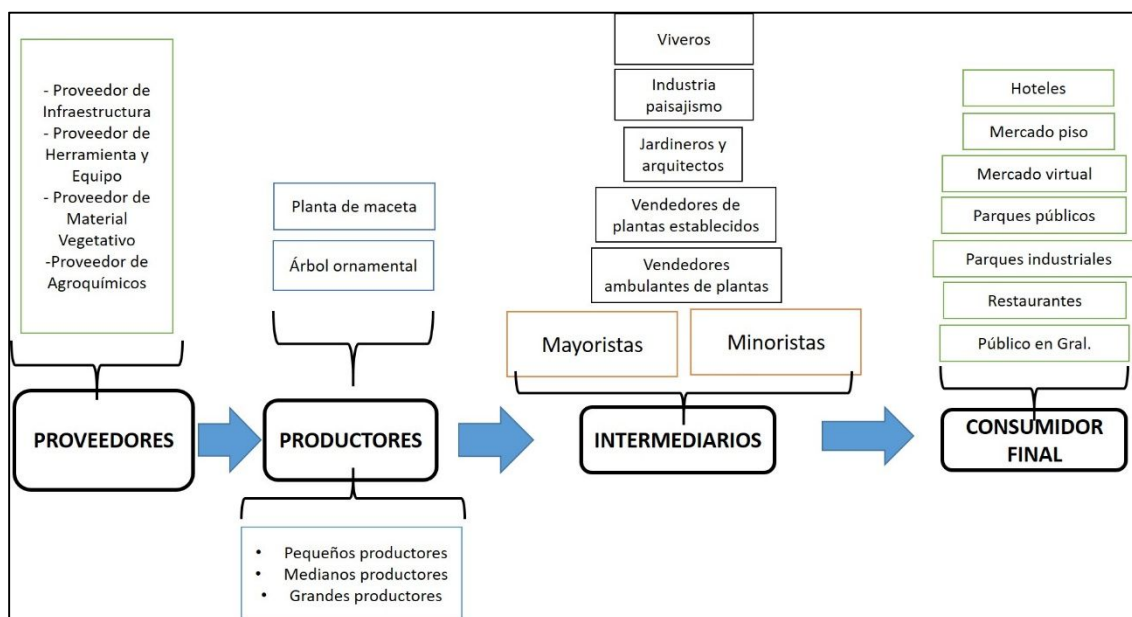 - Proveedor de
Infraestructura
- Proveedor de
Herramienta y
Equipo
- Proveedor de
Material
Vegetativo
-Proveedor de
Agroquímicos
PROVEEDORES
Planta de maceta
Árbol ornamental
PRODUCTORES
• Pequeños productores
• Medianos productores
• Grandes productores
Viveros
Industria
paisajismo
Jardineros y
arquitectos
Vendedores de
plantas establecidos
Vendedores
ambulantes de plantas
Mayoristas
Minoristas
INTERMEDIARIOS
Hoteles
Mercado piso
Mercado virtual
Parques públicos
Parques industriales
Restaurantes
Público en Gral.
CONSUMIDOR
FINAL